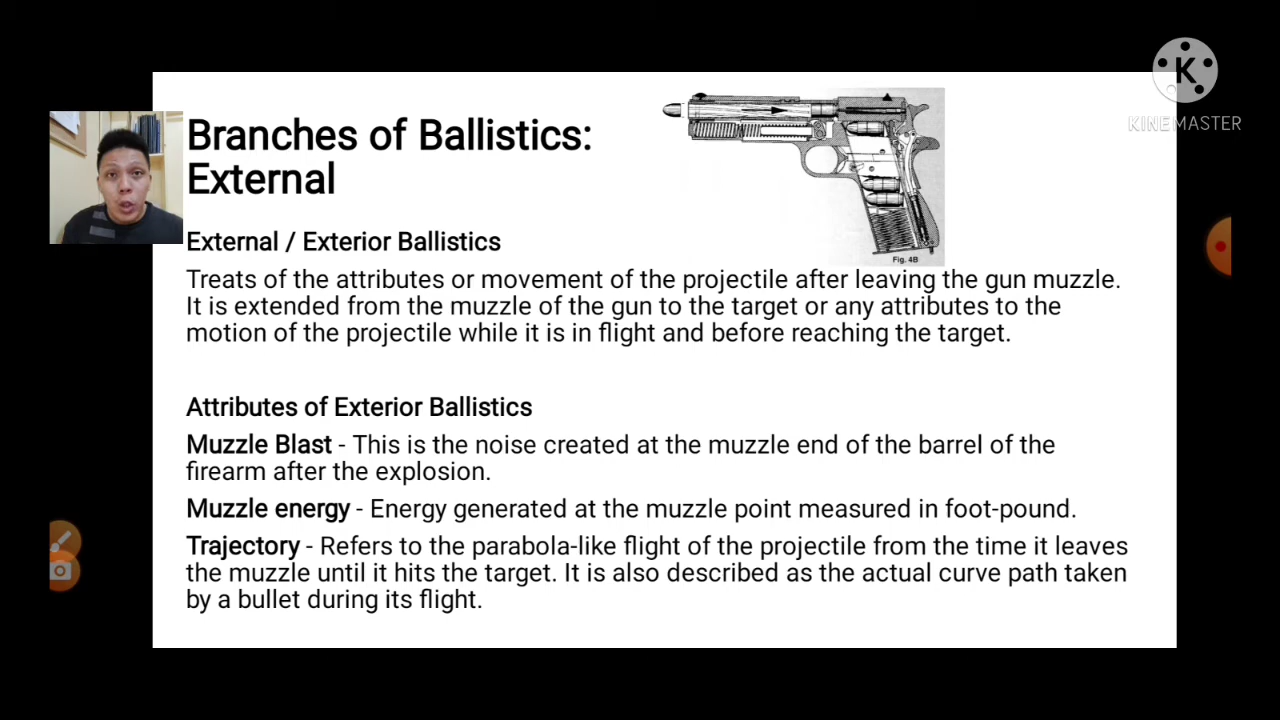 K
KINEMASTER
Branches of Ballistics:
External
Fig. 4B
External / Exterior Ballistics
Treats of the attributes or movement of the projectile after leaving the gun muzzle.
It is extended from the muzzle of the gun to the target or any attributes to the
motion of the projectile while it is in flight and before reaching the target.
Attributes of Exterior Ballistics
Muzzle Blast - This is the noise created at the muzzle end of the barrel of the
firearm after the explosion.
Muzzle energy - Energy generated at the muzzle point measured in foot-pound.
Trajectory - Refers to the parabola-like flight of the projectile from the time it leaves
the muzzle until it hits the target. It is also described as the actual curve path taken
by a bullet during its flight.